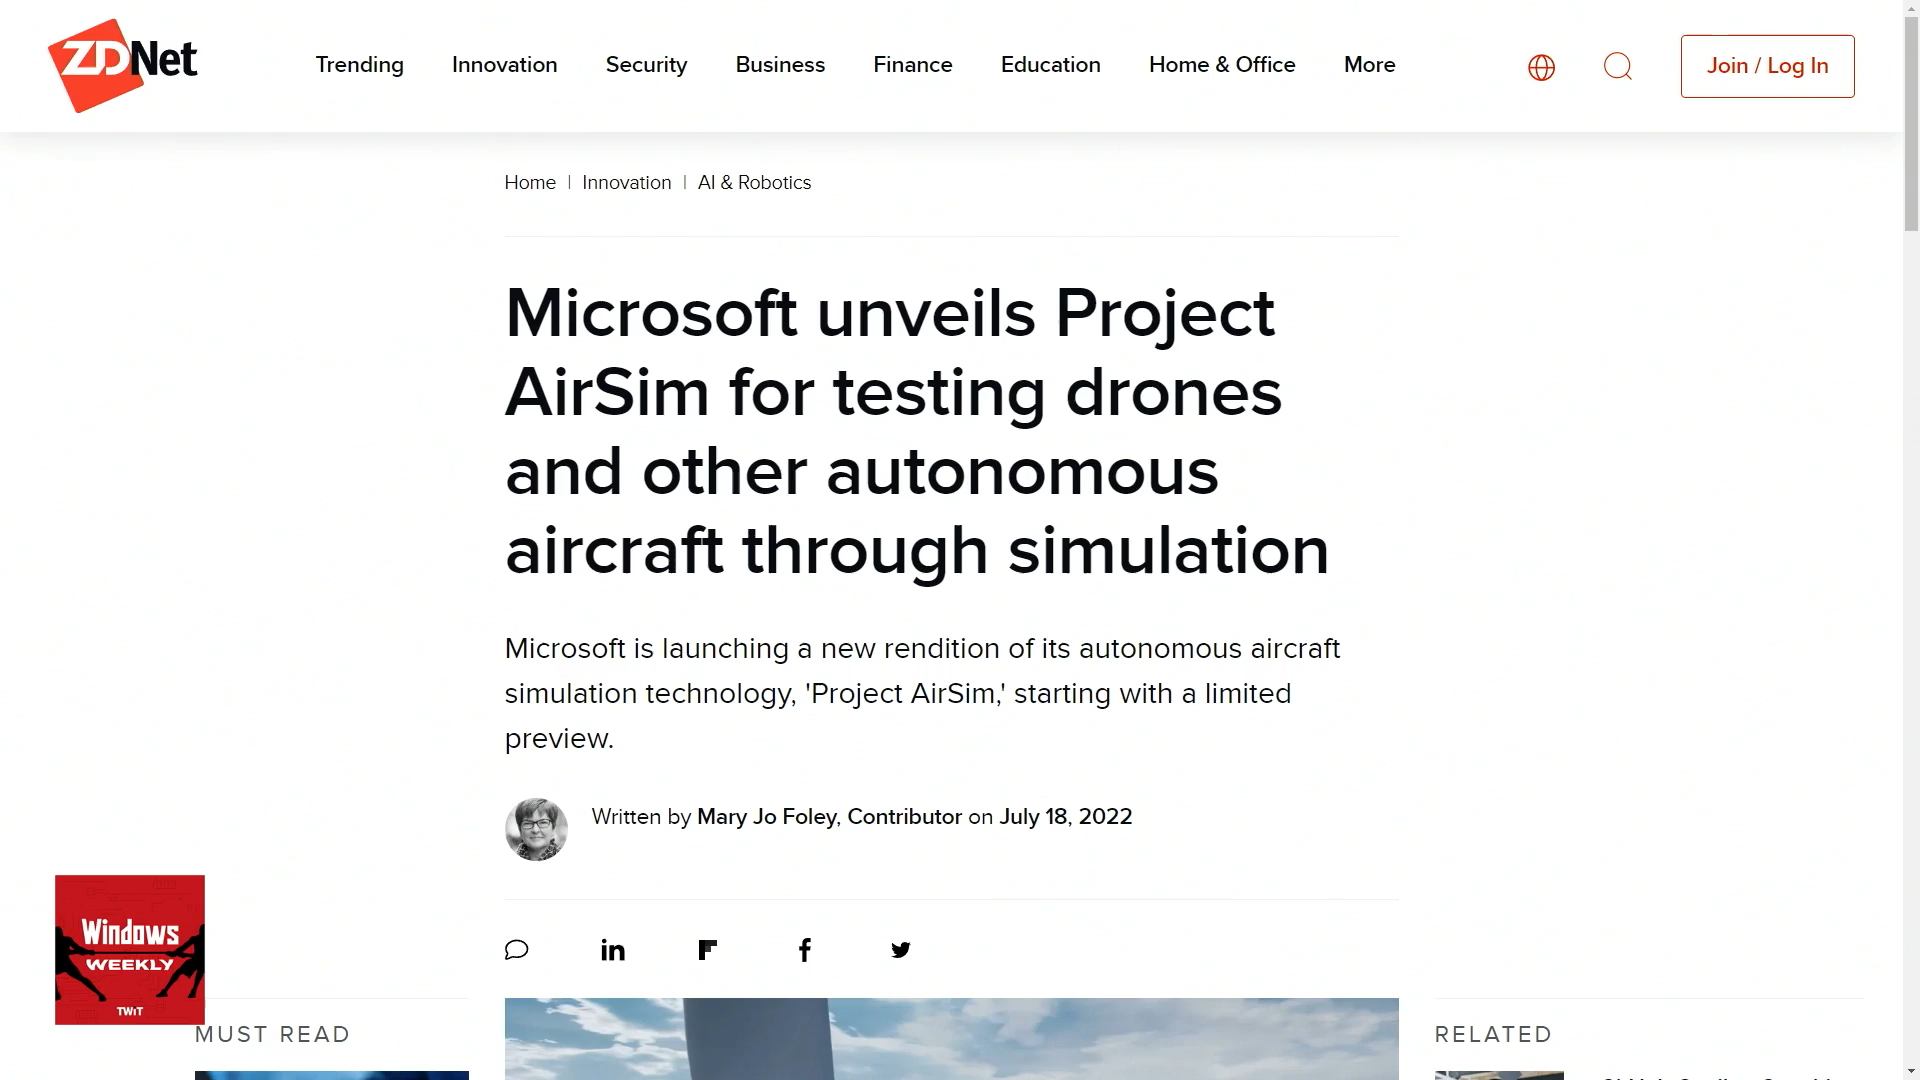 ZDNet
Trending Innovation Security Business Finance Education Home & Office More
Join / Log In
Home | Innovation | AI & Robotics
Microsoft unveils Project
AirSim for testing drones
and other autonomous
aircraft through simulation
Microsoft is launching a new rendition of its autonomous aircraft
simulation technology, 'Project AirSim,' starting with a limited
preview.
Written by Mary Jo Foley, Contributor on July 18, 2022
Windows
WEEKLY
TWiT
MUST READ
RELATED